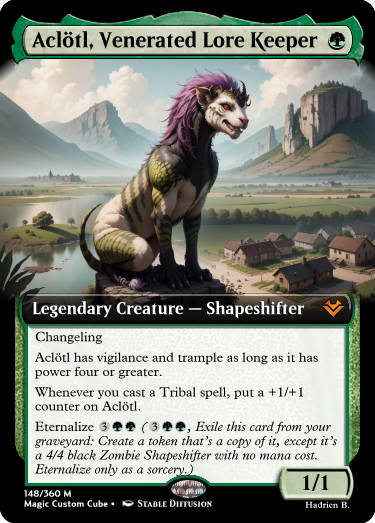 Aclötl, Venerated Lore Keeper
Legendary Creature — Shapeshifter
Changeling
Aclötl has vigilance and trample as long as it has
power four or greater.
Whenever you cast a Tribal spell, put a +1/+1
counter on Aclötl.
Eternalize 3 (3, Exile this card from your
graveyard: Create a token that's a copy of it, except it's
a 4/4 black Zombie Shapeshifter with no mana cost.
Eternalize only as a sorcery.)
1/1
148/360 M
Magic Custom Cube • Stable Diffusion
Hadrien B.